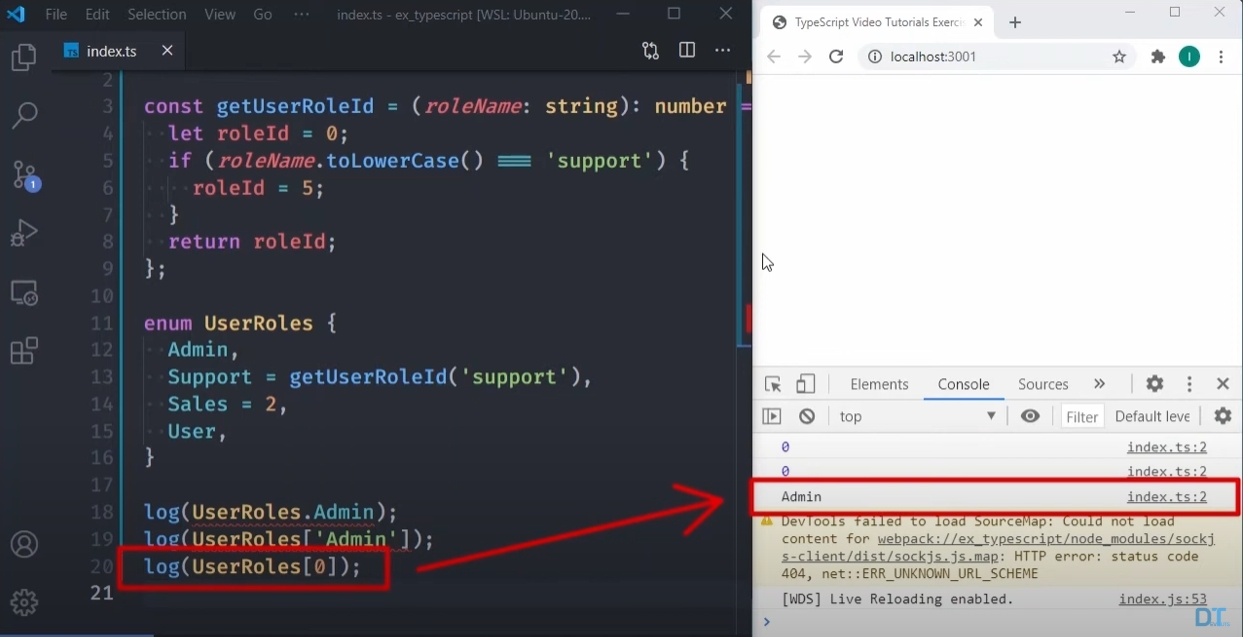 File Edit Selection View Go ··· index.ts - ex_typescript [WSL: Ubuntu-20....
TS index.ts
2
3 const getUserRoleId = (roleName: string): number =
4 let roleId = 0;
5 if (roleName.toLowerCase() === 'support') {
6 roleId = 5;
7 }
8 return roleId;
9 };
10
11 enum UserRoles {
12 Admin,
13 Support = getUserRoleId('support'),
14 Sales = 2,
15 User,
16 }
17
18 log(UserRoles.Admin);
19 log(UserRoles['Admin']);
20 log(UserRoles[0]);
21
1
TypeScript Video Tutorials Exerci
localhost:3001
I
Elements Console Sources »
top Filter Default leve
0 index.ts:2
0 index.ts:2
Admin index.ts:2
DevTools failed to load SourceMap: Could not load
content for webpack://ex_typescript/node_modules/sockj
s-client/dist/sockjs.js.map: HTTP error: status code
404, net::ERR_UNKNOWN_URL_SCHEME
[WDS] Live Reloading enabled. index.js:53
>
DT